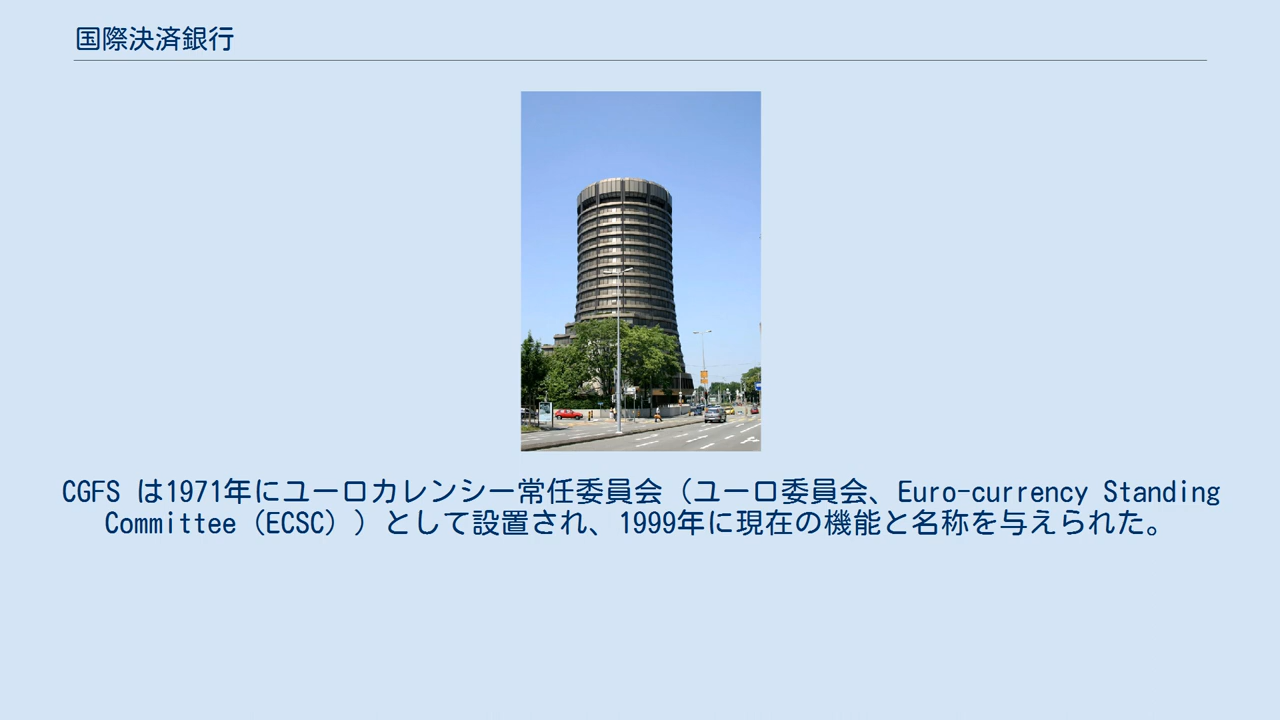 国際決済銀行
CGFS は1971年にユーロカレンシー常任委員会（ユーロ委員会、Euro-currency Standing
Committee（ECSC））として設置され、1999年に現在の機能と名称を与えられた。